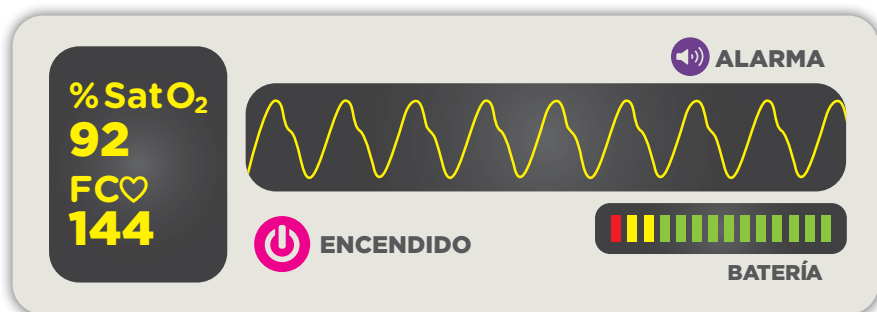 % Sat O₂
92
FC♡
144
ALARMA
ENCENDIDO
BATERÍA